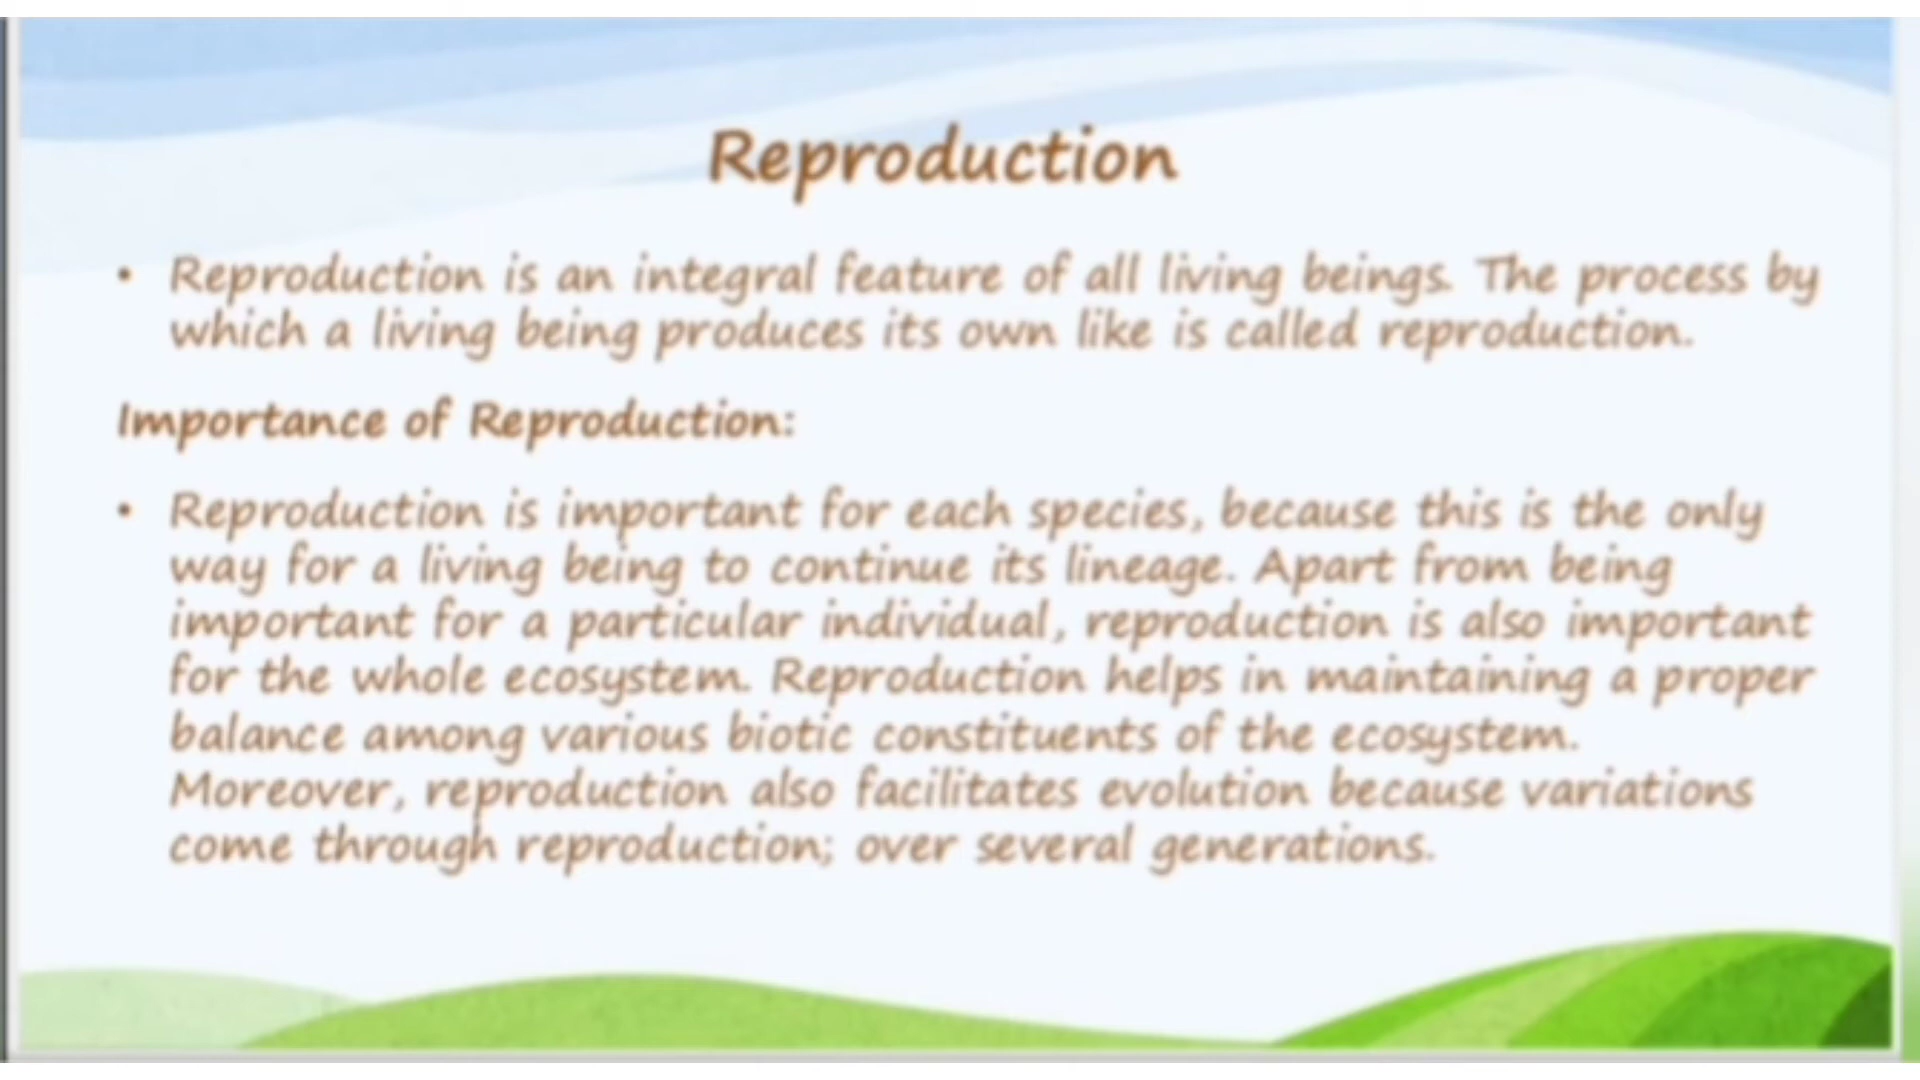 Reproduction
• Reproduction is an integral feature of all living beings. The process by
which a living being produces its own like is called reproduction.
Importance of Reproduction:
• Reproduction is important for each species, because this is the only
way for a living being to continue its lineage. Apart from being
important for a particular individual, reproduction is also important
for the whole ecosystem. Reproduction helps in maintaining a proper
balance among various biotic constituents of the ecosystem.
Moreover, reproduction also facilitates evolution because variations
come through reproduction; over several generations.